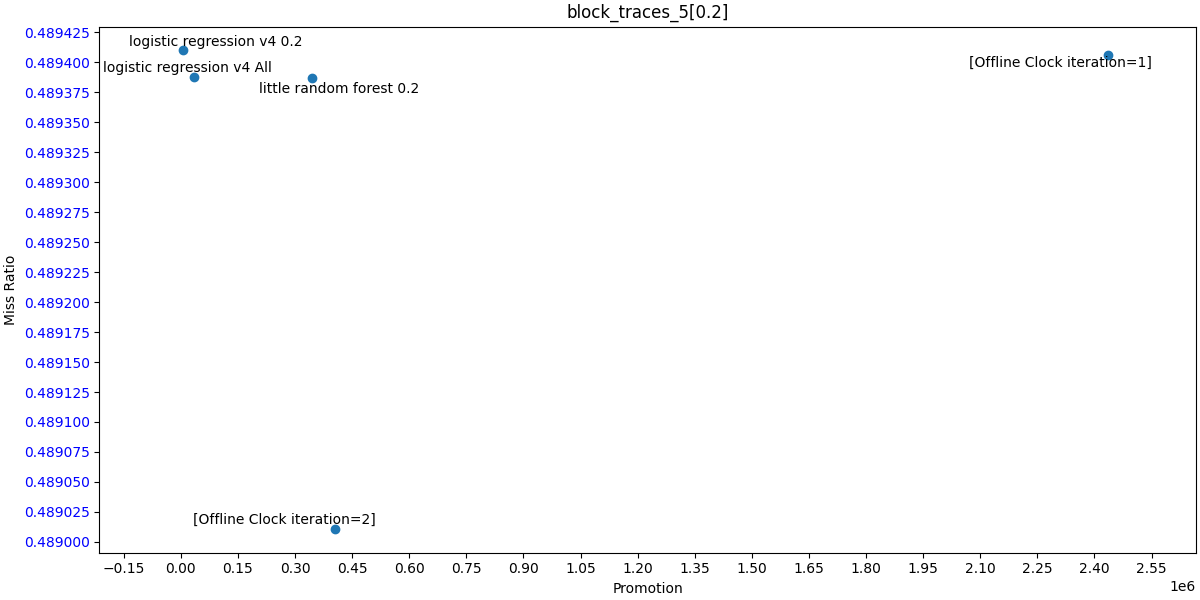 block_traces_5[0.2]
0.489425
0.489400
0.489375
0.489350
0.489325
0.489300
0.489275
0.489250
0.489225
0.489200
0.489175
0.489150
0.489125
0.489100
0.489075
0.489050
0.489025
0.489000
Miss Ratio
logistic regression v4 0.2
logistic regression v4 All
little random forest 0.2
[Offline Clock iteration=1]
[Offline Clock iteration=2]
−0.15 0.00 0.15 0.30 0.45 0.60 0.75 0.90 1.05 1.20 1.35 1.50 1.65 1.80 1.95 2.10 2.25 2.40 2.55
1e6
Promotion